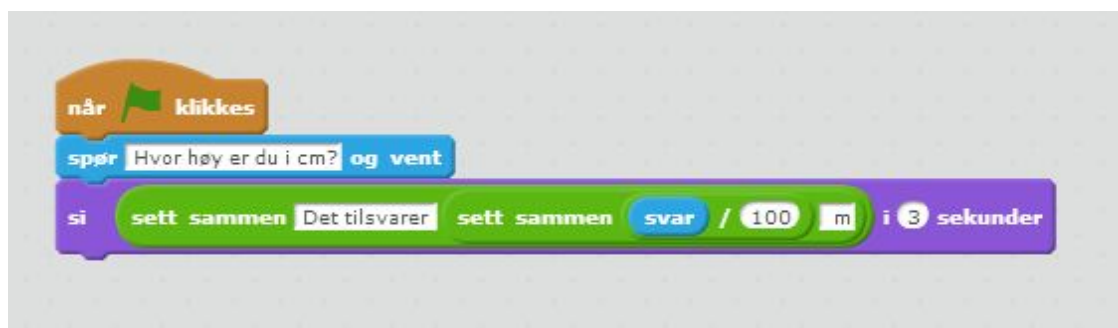 når klikkes
spør Hvor høy er du i cm? og vent
si sett sammen Det tilsvarer sett sammen svar / 100 m i 3 sekunder